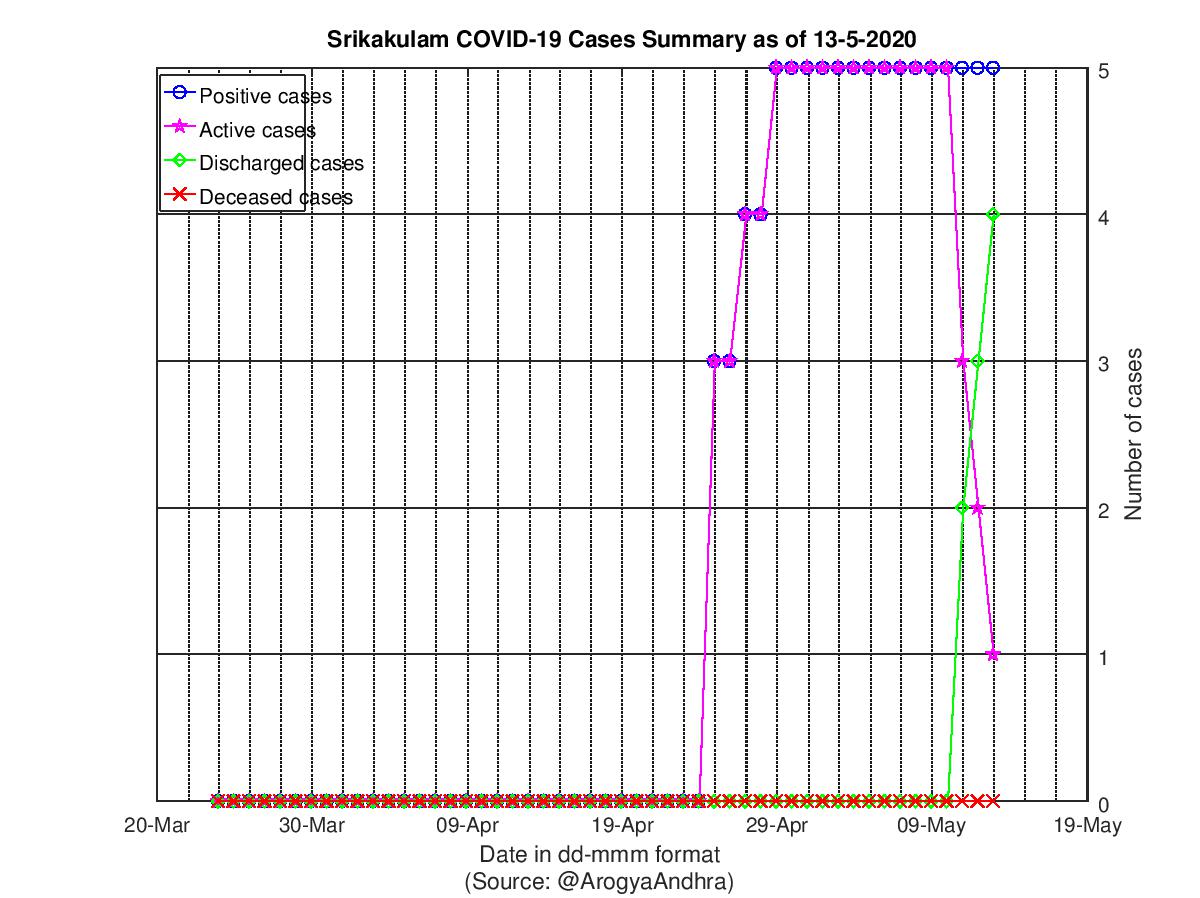 Srikakulam COVID-19 Cases Summary as of 13-5-2020
Positive cases
Active cases
Discharged cases
Deceased cases
5
4
3
2
1
0
Number of cases
20-Mar 30-Mar 09-Apr 19-Apr 29-Apr 09-May 19-May
Date in dd-mmm format
(Source: @ArogyaAndhra)